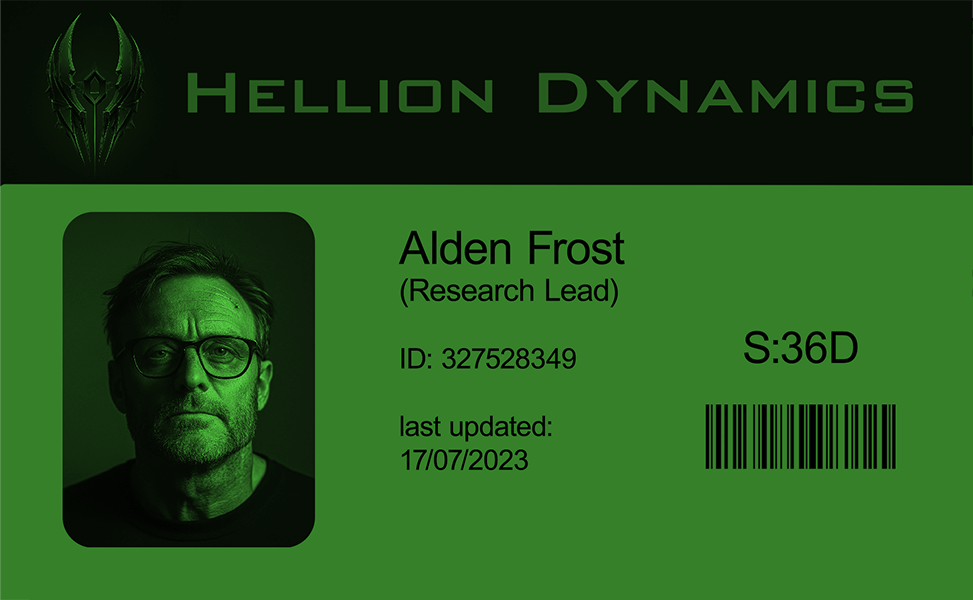 Hellion Dynamics
Alden Frost
(Research Lead)
ID: 327528349
S:36D
last updated:
17/07/2023